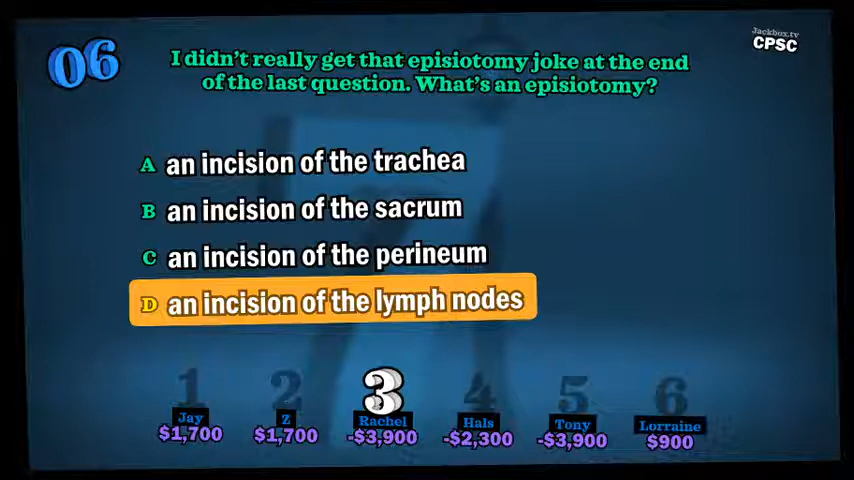 06
Jackbox.tv
CPSC
I didn't really get that episiotomy joke at the end
of the last question. What's an episiotomy?
A an incision of the trachea
B an incision of the sacrum
C an incision of the perineum
D an incision of the lymph nodes
1 2 3 4 5 6
Jay Z Rachel Hals Tony Lorraine
$1,700 $1,700 -$3,900 -$2,300 -$3,900 $900